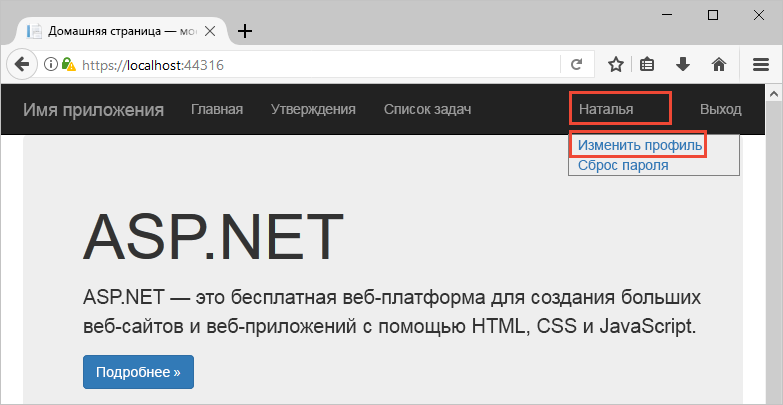 Домашняя страница — мо
https://localhost:44316
Имя приложения Главная Утверждения Список задач Наталья Выход
Изменить профиль
Сброс пароля
ASP.NET
ASP.NET — это бесплатная веб-платформа для создания больших
веб-сайтов и веб-приложений с помощью HTML, CSS и JavaScript.
Подробнее »